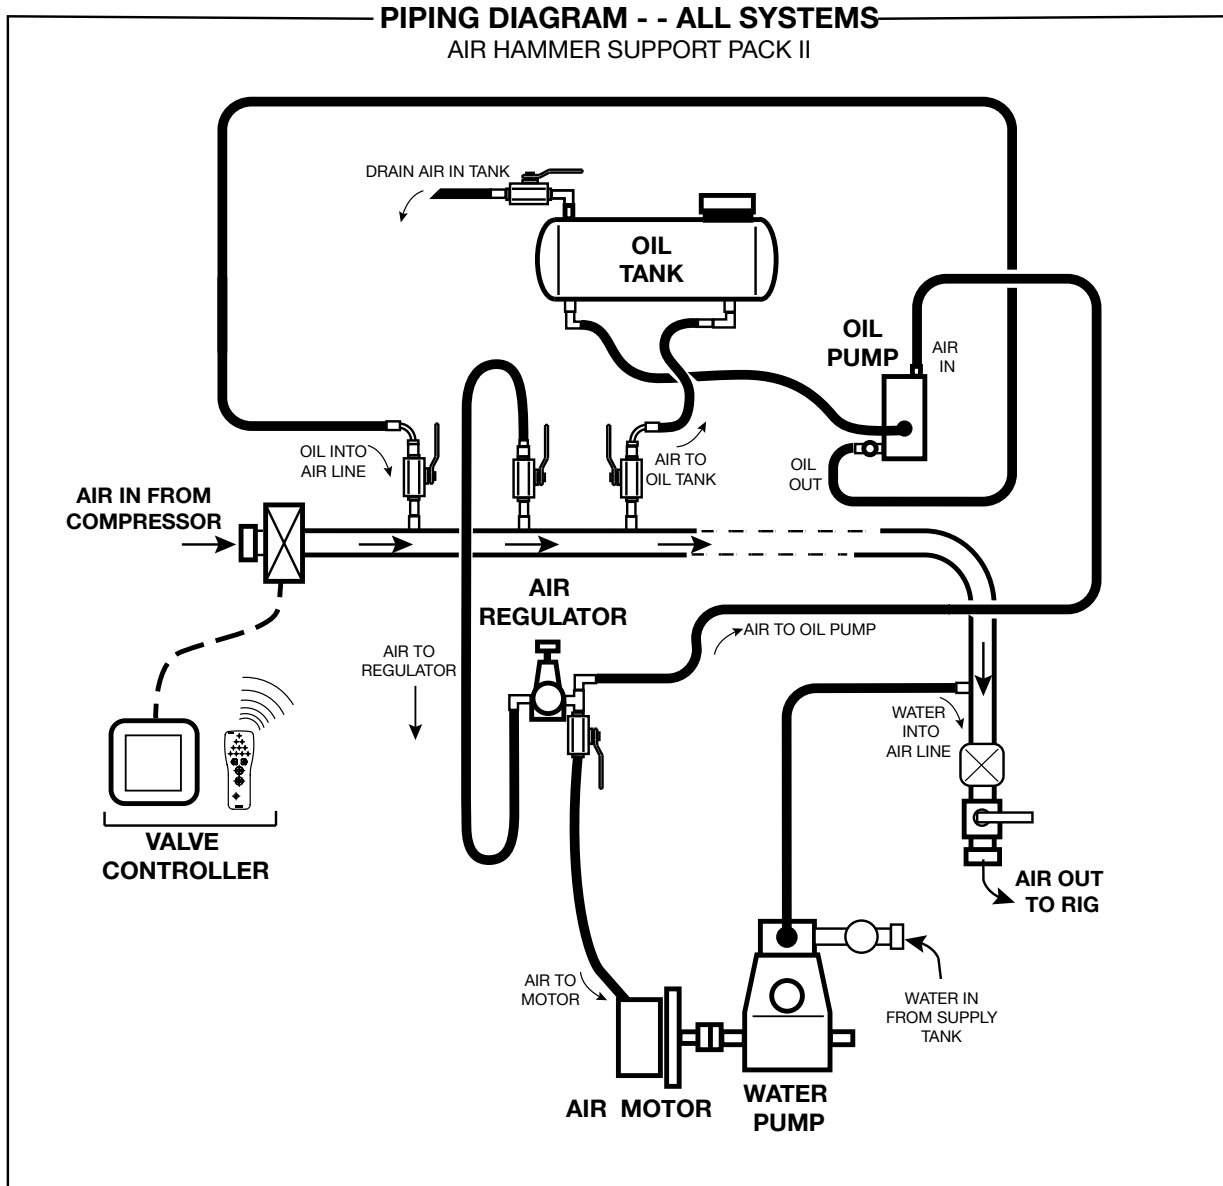 PIPING DIAGRAM - - ALL SYSTEMS
AIR HAMMER SUPPORT PACK II
DRAIN AIR IN TANK
OIL
TANK
OIL
PUMP
AIR
IN
OIL INTO
AIR LINE
AIR TO
OIL TANK
OIL
OUT
AIR IN FROM
COMPRESSOR
AIR
REGULATOR
AIR TO
REGULATOR
AIR TO OIL PUMP
WATER
INTO
AIR LINE
VALVE
CONTROLLER
AIR OUT
TO RIG
AIR TO
MOTOR
WATER IN
FROM SUPPLY
TANK
AIR MOTOR
WATER
PUMP